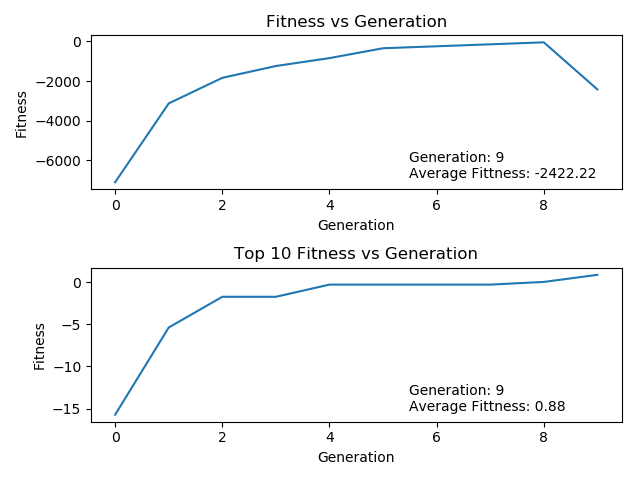 Fitness vs Generation
0
−2000
−4000
−6000
Fitness
Generation: 9
Average Fittness: -2422.22
0 2 4 6 8
Generation
Top 10 Fitness vs Generation
0
−5
−10
−15
Fitness
Generation: 9
Average Fittness: 0.88
0 2 4 6 8
Generation